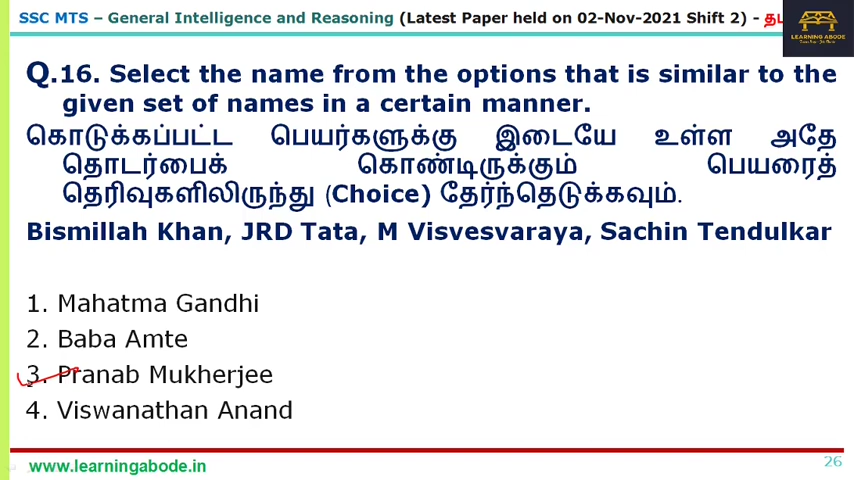 SSC MTS – General Intelligence and Reasoning (Latest Paper held on 02-Nov-2021 Shift 2) -
LEARNING ABODE
Q.16. Select the name from the options that is similar to the
given set of names in a certain manner.
கொடுக்கப்பட்ட பெயர்களுக்கு இடையே உள்ள அதே
தொடர்பைக் கொண்டிருக்கும் பெயரைத்
தெரிவுகளிலிருந்து (Choice) தேர்ந்தெடுக்கவும்.
Bismillah Khan, JRD Tata, M Visvesvaraya, Sachin Tendulkar
1. Mahatma Gandhi
2. Baba Amte
3. Pranab Mukherjee
4. Viswanathan Anand
www.learningabode.in
26